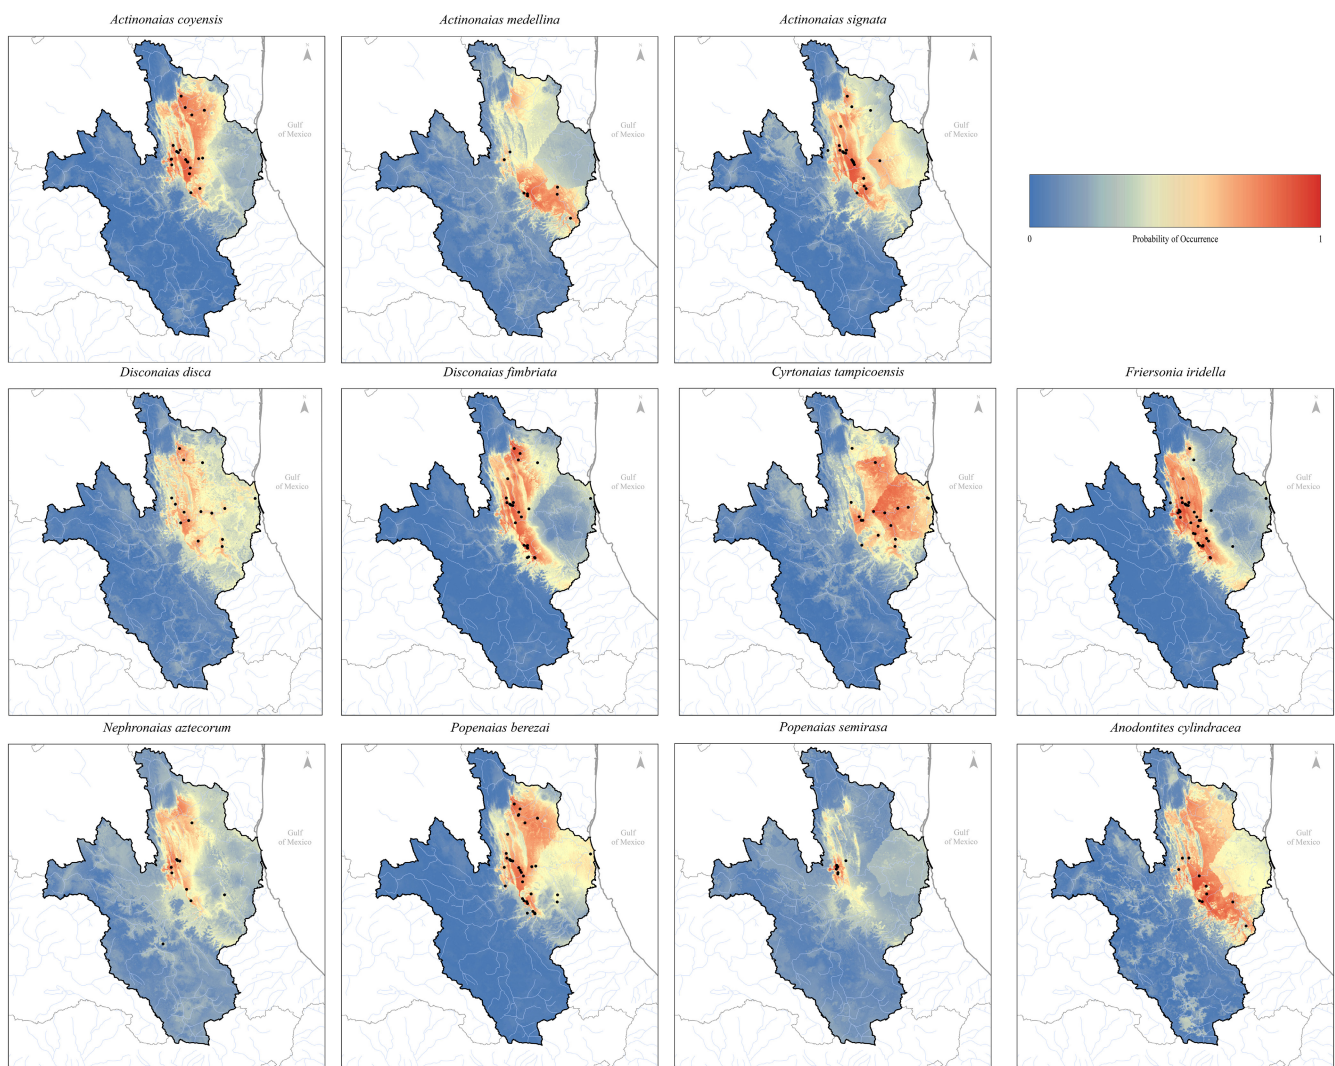 Actinonaias coyensis
Actinonaias medellina
Actinonaias signata
N
Gulf
of Mexico
N
Gulf
of Mexico
N
Gulf
of Mexico
0
Probability of Occurrence
1
Disconaias disca
Disconaias fimbriata
Cyrtonaias tampicoensis
Friersonia iridella
N
Gulf
of Mexico
N
Gulf
of Mexico
N
Gulf
of Mexico
N
Gulf
of Mexico
Nephronaias aztecorum
Popenaias berezai
Popenaias semirasa
Anodontites cylindracea
N
Gulf
of Mexico
N
Gulf
of Mexico
N
Gulf
of Mexico
N
Gulf
of Mexico